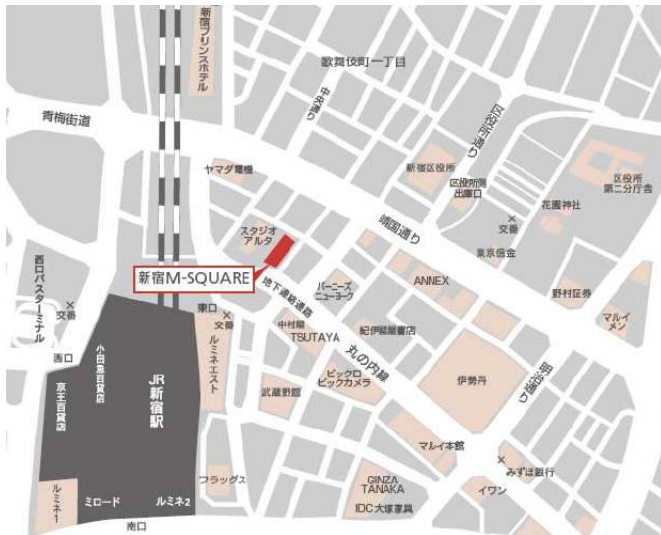 新宿プリンスホテル
歌舞伎町一丁目
中央通り
区役所通り
青梅街道
ヤマダ電機
新宿区役所
区役所側
出庫口
区役所
第二分庁舎
花園神社
交番
靖国通り
東京信金
スタジオ
アルタ
新宿M-SQUARE
地下連絡通路
バーニーズ
ニューヨーク
ANNEX
野村証券
マルイ
メン
西口バスターミナル
交番
西口
小田急百貨店
京王百貨店
JR新宿駅
東口
交番
ルミネエスト
中村屋
TSUTAYA
紀伊國屋書店
丸の内線
ビックロ
ビックカメラ
伊勢丹
明治通り
武蔵野館
マルイ本館
みずほ銀行
フラッグス
GINZA
TANAKA
IDC大塚家具
イワン
ルミネ1
ミロード
ルミネ2
南口